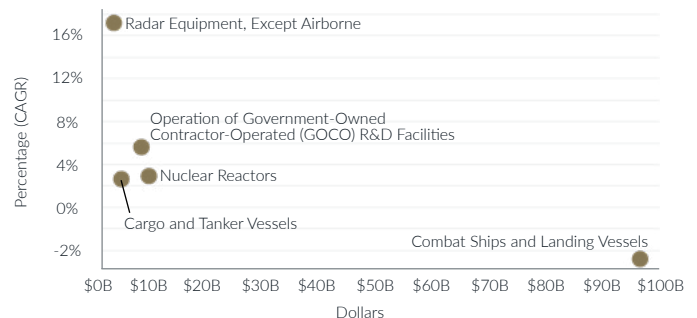 Radar Equipment, Except Airborne
16%
12%
Operation of Government-Owned
8%
Contractor-Operated (GOCO) R&D Facilities
Percentage (CAGR)
4%
Nuclear Reactors
0%
Cargo and Tanker Vessels
Combat Ships and Landing Vessels
-2%
$0B $10B $20B $30B $40B $50B $60B $70B $80B $90B $100B
Dollars